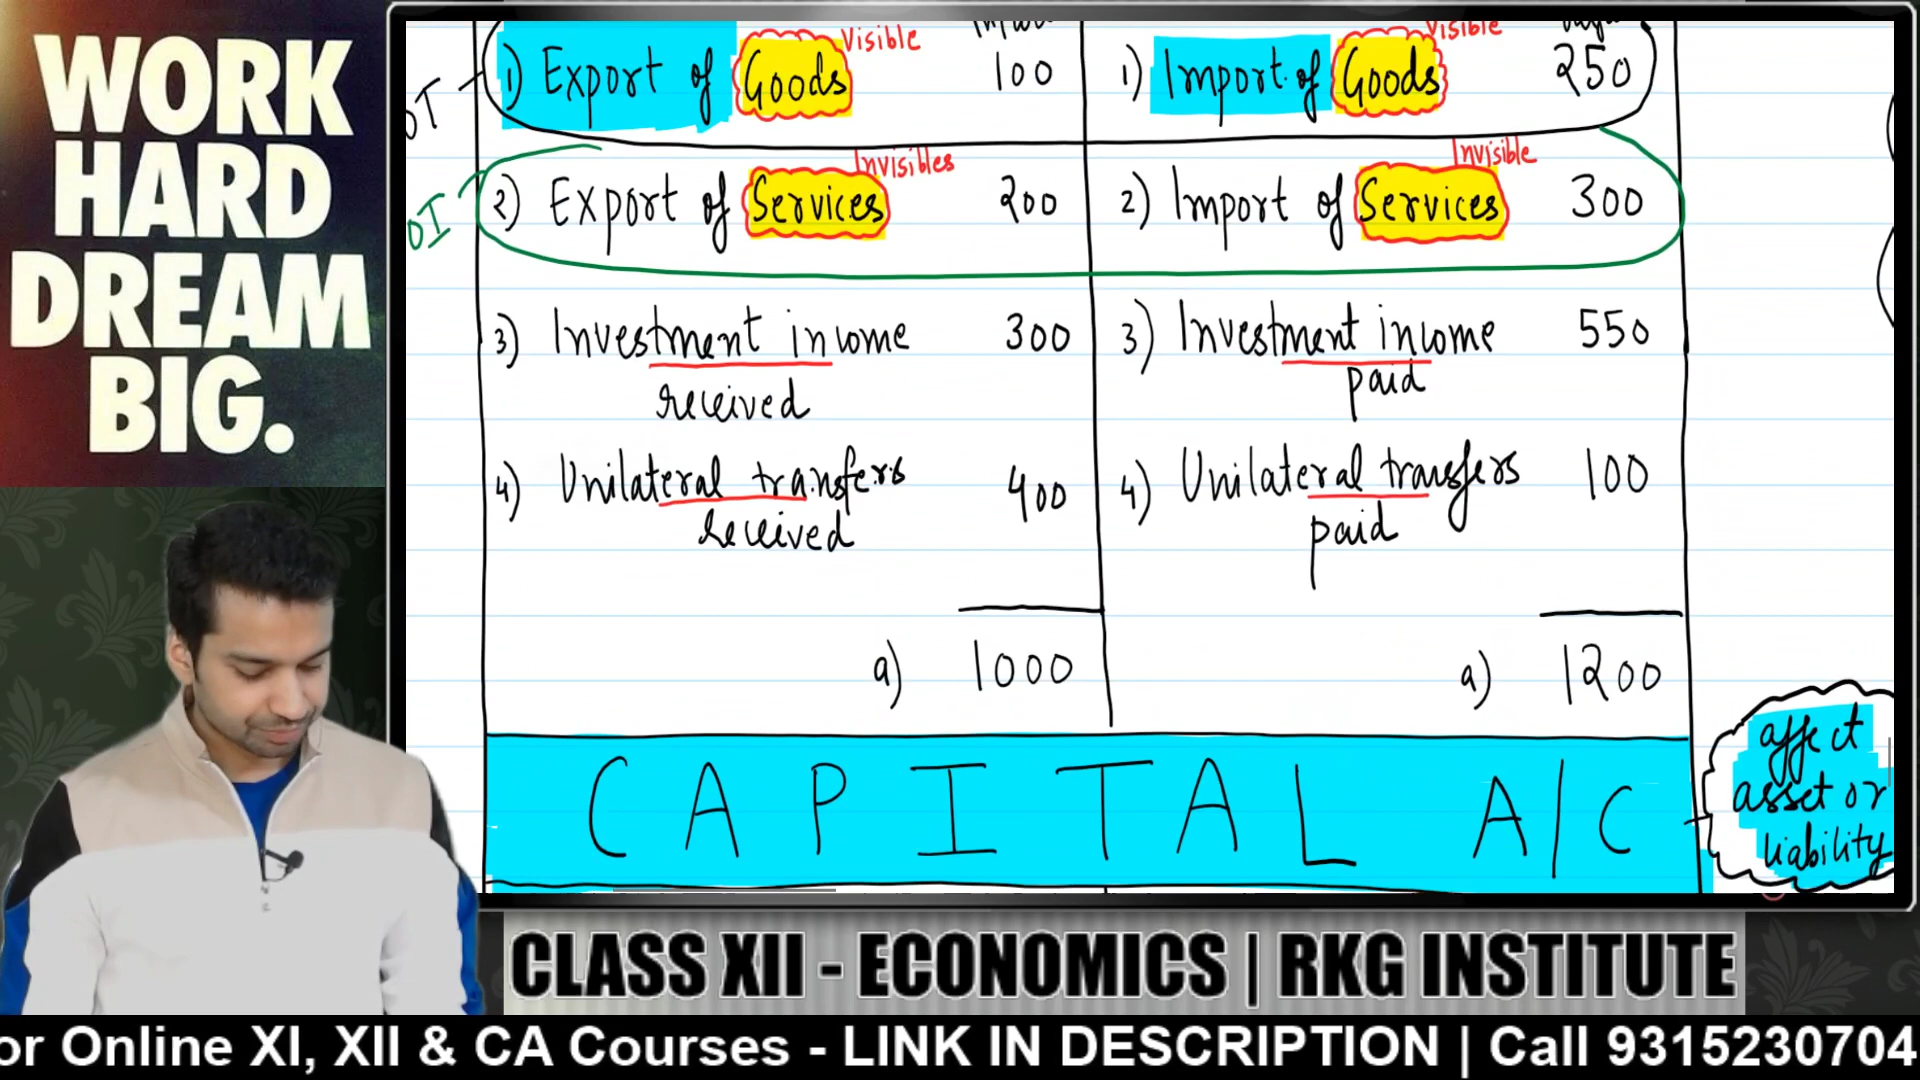 WORK
HARD
DREAM
BIG.
Visible
1) Export of Goods 100
Visible
1) Import of Goods 250
OT
Invisibles
2) Export of Services 200
Invisible
2) Import of Services 300
OI
3) Investment income 300
received
3) Investment income 550
paid
4) Unilateral transfers 400
received
4) Unilateral transfers 100
paid
a) 1000
a) 1200
CAPITAL A/C
affect
asset or
liability
CLASS XII - ECONOMICS | RKG INSTITUTE
or Online XI, XII & CA Courses - LINK IN DESCRIPTION | Call 9315230704